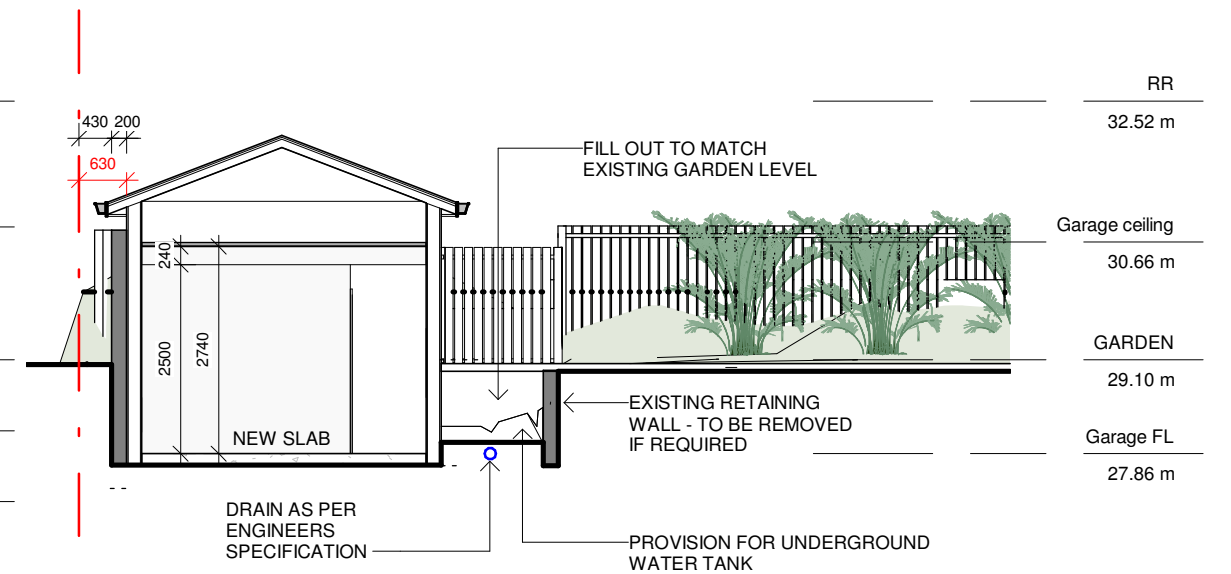 RR
32.52 m
430 200
630
FILL OUT TO MATCH
EXISTING GARDEN LEVEL
Garage ceiling
30.66 m
240
2500
2740
GARDEN
29.10 m
EXISTING RETAINING
WALL - TO BE REMOVED
IF REQUIRED
NEW SLAB
Garage FL
27.86 m
DRAIN AS PER
ENGINEERS
SPECIFICATION
PROVISION FOR UNDERGROUND
WATER TANK